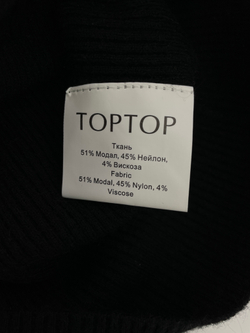 TOPTOP
Ткань
51% Модал, 45% Нейлон,
4% Вискоза
Fabric
51% Modal, 45% Nylon, 4%
Viscose